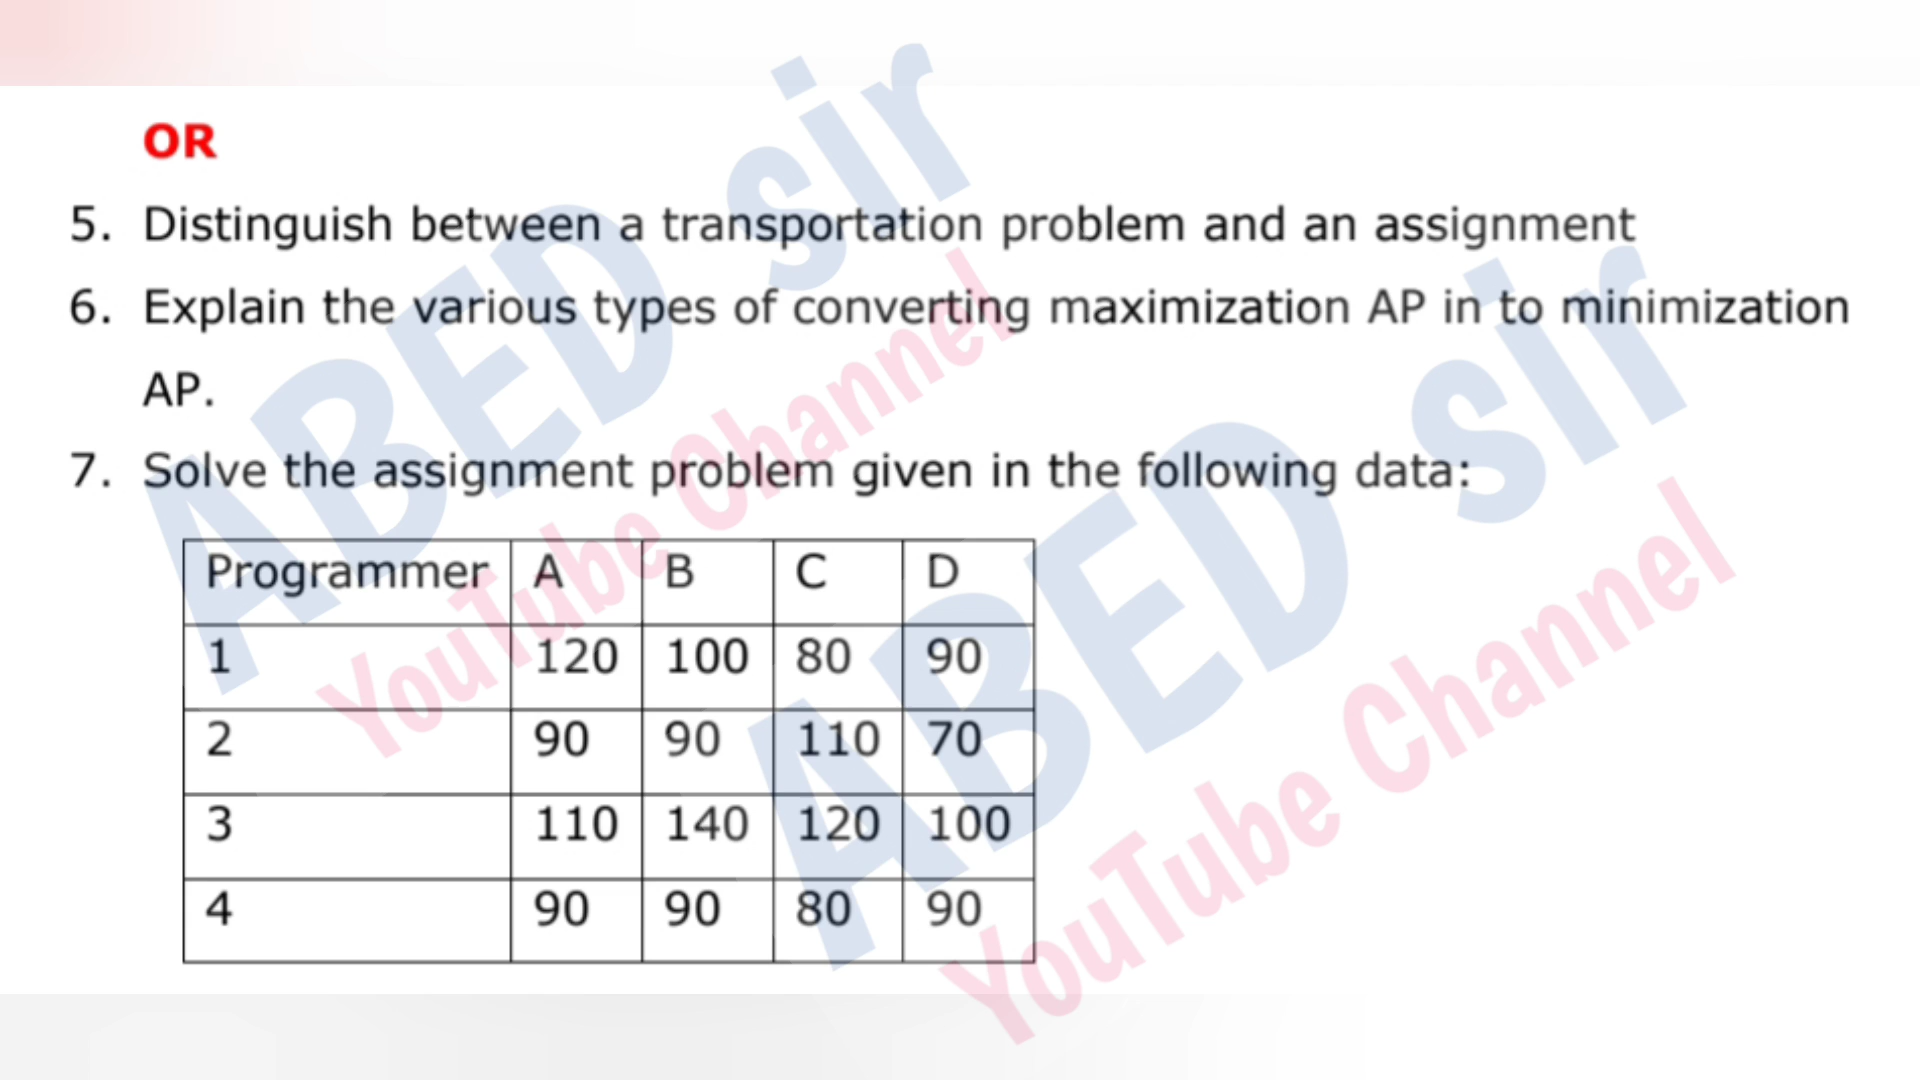 OR
5. Distinguish between a transportation problem and an assignment
6. Explain the various types of converting maximization AP in to minimization
AP.
7. Solve the assignment problem given in the following data:
Programmer A B C D
1 120 100 80 90
2 90 90 110 70
3 110 140 120 100
4 90 90 80 90
ABED sir
YouTube Channel
ABED sir
YouTube Channel